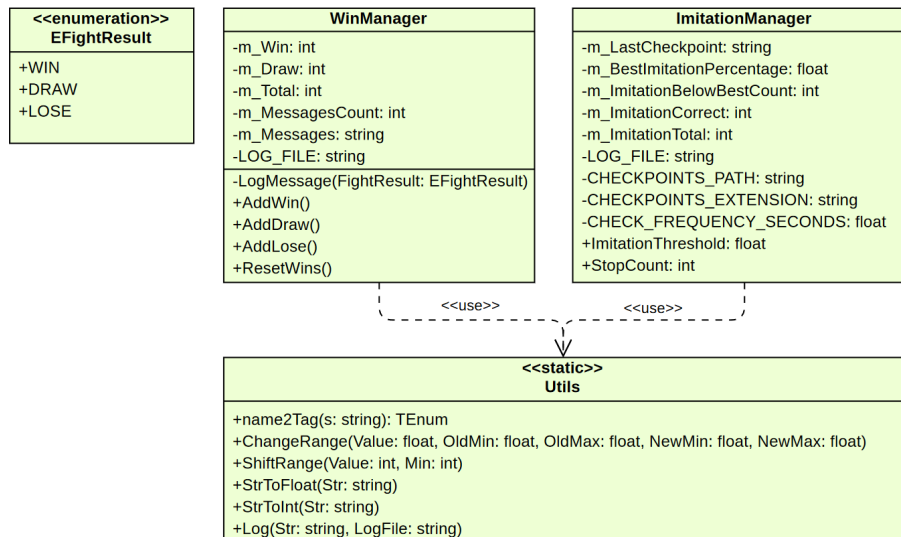 <<enumeration>>
EFightResult
+WIN
+DRAW
+LOSE
WinManager
-m_Win: int
-m_Draw: int
-m_Total: int
-m_MessagesCount: int
-m_Messages: string
-LOG_FILE: string
-LogMessage(FightResult: EFightResult)
+AddWin()
+AddDraw()
+AddLose()
+ResetWins()
ImitationManager
-m_LastCheckpoint: string
-m_BestImitationPercentage: float
-m_ImitationBelowBestCount: int
-m_ImitationCorrect: int
-m_ImitationTotal: int
-LOG_FILE: string
-CHECKPOINTS_PATH: string
-CHECKPOINTS_EXTENSION: string
-CHECK_FREQUENCY_SECONDS: float
+ImitationThreshold: float
+StopCount: int
<<use>>
<<use>>
<<static>>
Utils
+name2Tag(s: string): TEnum
+ChangeRange(Value: float, OldMin: float, OldMax: float, NewMin: float, NewMax: float)
+ShiftRange(Value: int, Min: int)
+StrToFloat(Str: string)
+StrToInt(Str: string)
+Log(Str: string, LogFile: string)